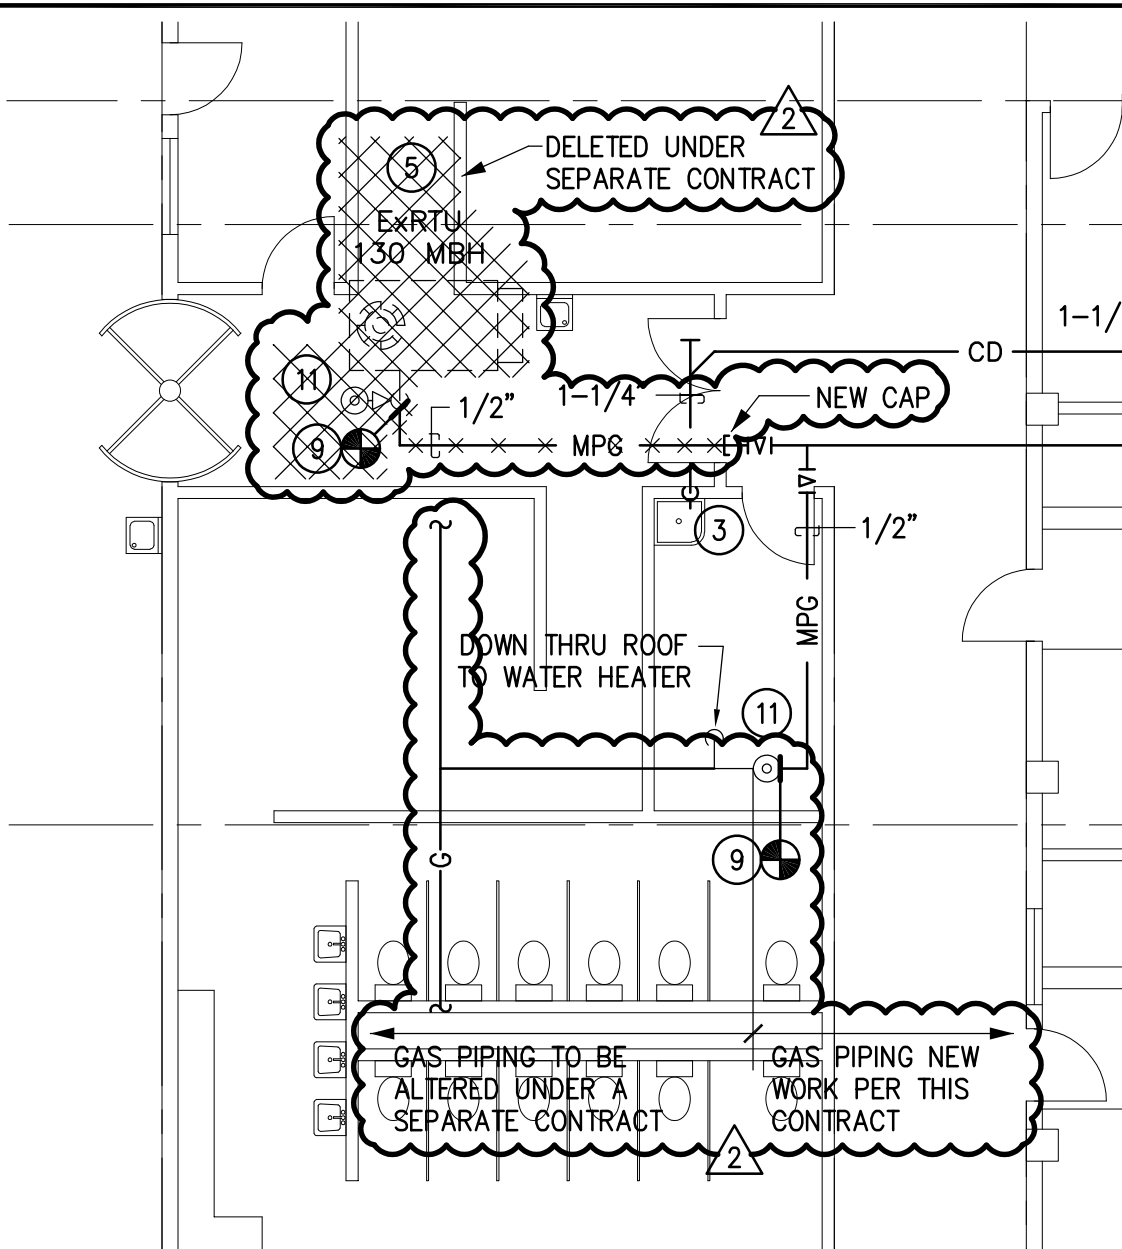 2
DELETED UNDER
SEPARATE CONTRACT
5
ExRTU
130 MBH
1-1/
CD
11
1-1/4
NEW CAP
1/2"
9
MPG
3
1/2"
MPG
DOWN THRU ROOF
TO WATER HEATER
11
G
9
GAS PIPING TO BE
ALTERED UNDER A
SEPARATE CONTRACT
GAS PIPING NEW
WORK PER THIS
CONTRACT
2